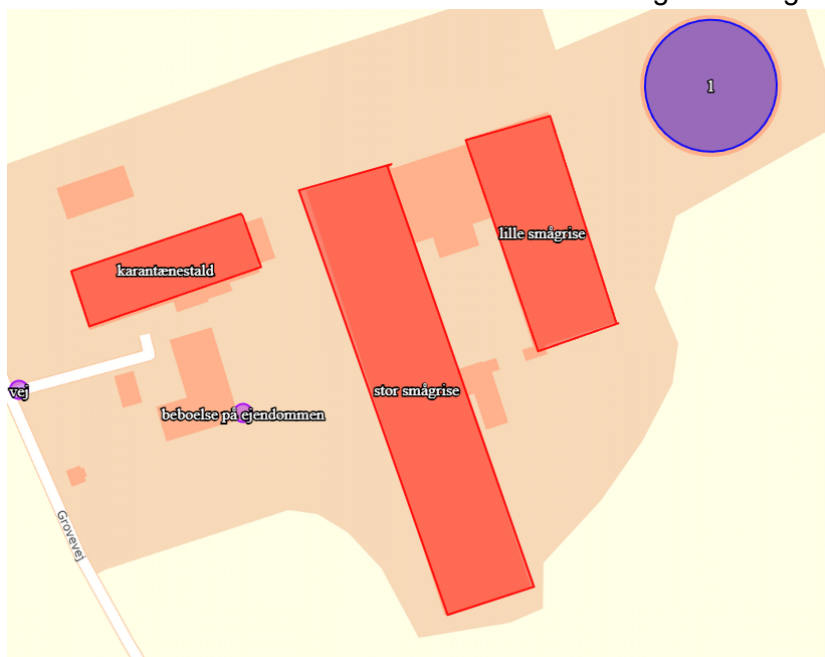 1
lille smågrise
karantænestald
stor smågrise
vej
beboelse på ejendommen
Grovevej